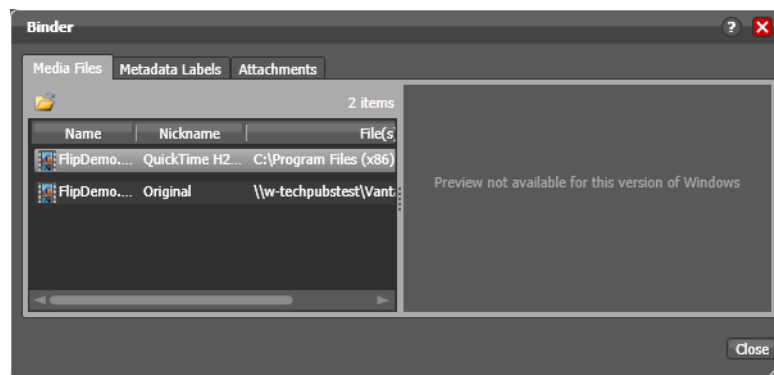 Binder
?
Media Files Metadata Labels Attachments
2 items
Name Nickname File(s)
FlipDemo.... QuickTime H2... C:\Program Files (x86)
FlipDemo.... Original \\w-techpubstest\Vant
Preview not available for this version of Windows
Close